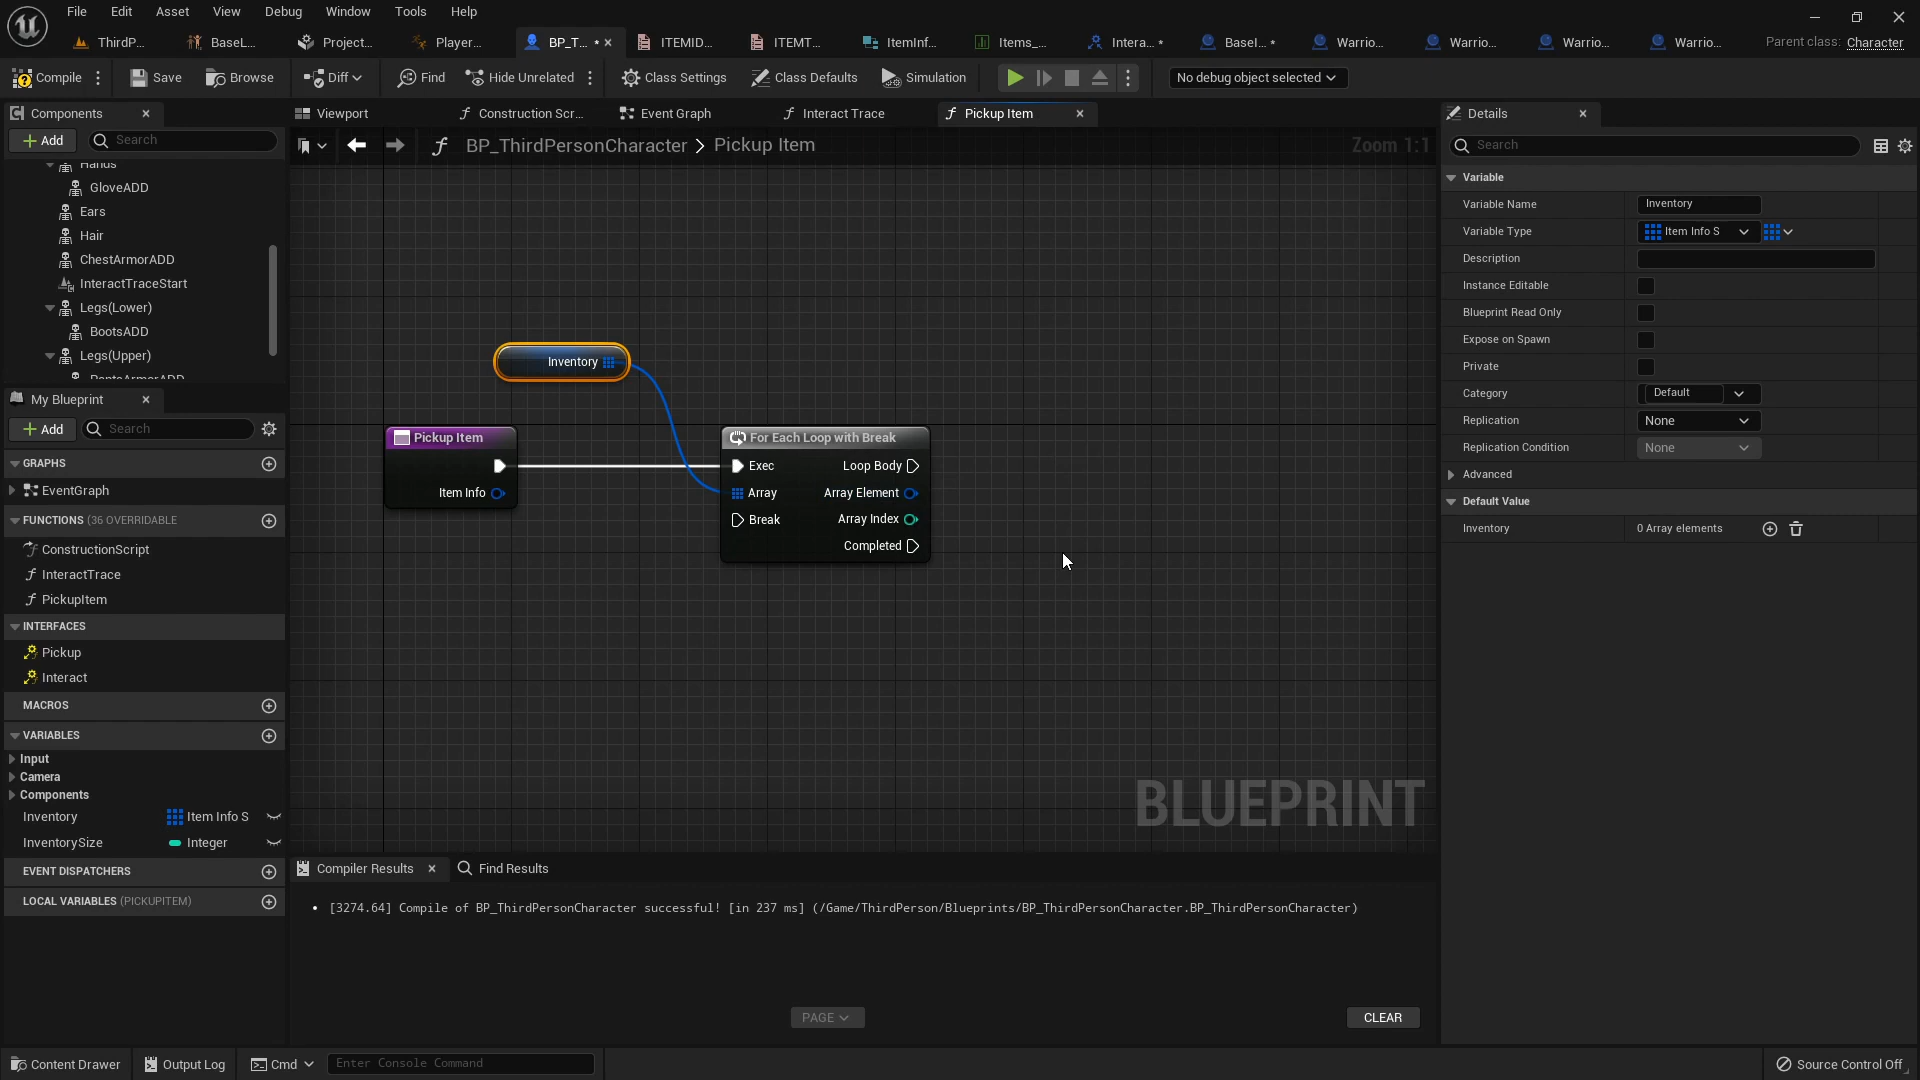 File Edit Asset View Debug Window Tools Help
ThirdP... BaseL... Project... Player... BP_T... * ITEMID... ITEMT... ItemInf... Items_... Intera... * BaseI... * Warrio... Warrio... Warrio... Warrio... Parent class: Character
Compile Save Browse Diff Find Hide Unrelated Class Settings Class Defaults Simulation No debug object selected
Components
Add Search
Hands
GloveADD
Ears
Hair
ChestArmorADD
InteractTraceStart
Legs(Lower)
BootsADD
Legs(Upper)
PantsArmorADD
My Blueprint
Add Search
GRAPHS
EventGraph
FUNCTIONS (36 OVERRIDABLE
ConstructionScript
InteractTrace
PickupItem
INTERFACES
Pickup
Interact
MACROS
VARIABLES
Input
Camera
Components
Inventory Item Info S
InventorySize Integer
EVENT DISPATCHERS
LOCAL VARIABLES (PICKUPITEM)
Viewport Construction Scr... Event Graph Interact Trace Pickup Item
BP_ThirdPersonCharacter > Pickup Item Zoom 1:1
Inventory
Pickup Item
Item Info
For Each Loop with Break
Exec Loop Body
Array Array Element
Break Array Index
Completed
BLUEPRINT
Compiler Results Find Results
[3274.64] Compile of BP_ThirdPersonCharacter successful! [in 237 ms] (/Game/ThirdPerson/Blueprints/BP_ThirdPersonCharacter.BP_ThirdPersonCharacter)
PAGE CLEAR
Details
Search
Variable
Variable Name Inventory
Variable Type Item Info S
Description
Instance Editable
Blueprint Read Only
Expose on Spawn
Private
Category Default
Replication None
Replication Condition None
Advanced
Default Value
Inventory 0 Array elements
Content Drawer Output Log Cmd Enter Console Command Source Control Off